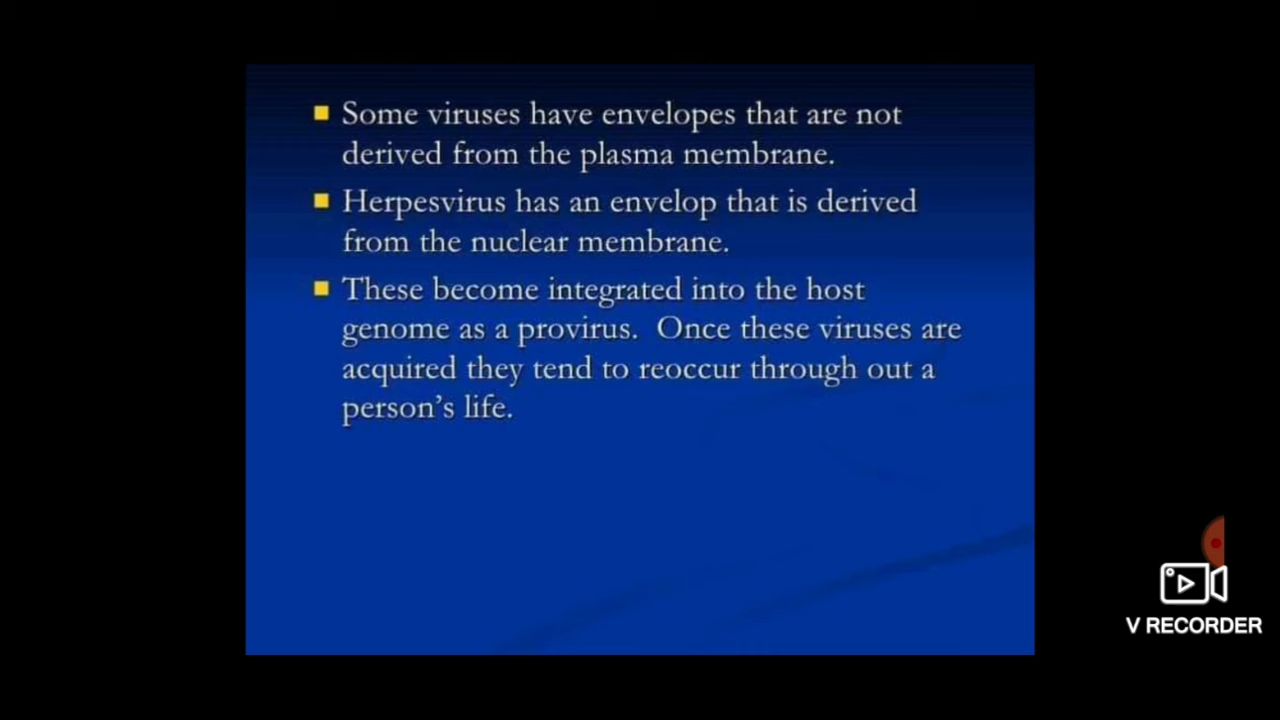 Some viruses have envelopes that are not
derived from the plasma membrane.
Herpesvirus has an envelop that is derived
from the nuclear membrane.
These become integrated into the host
genome as a provirus.  Once these viruses are
acquired they tend to reoccur through out a
person's life.
V RECORDER